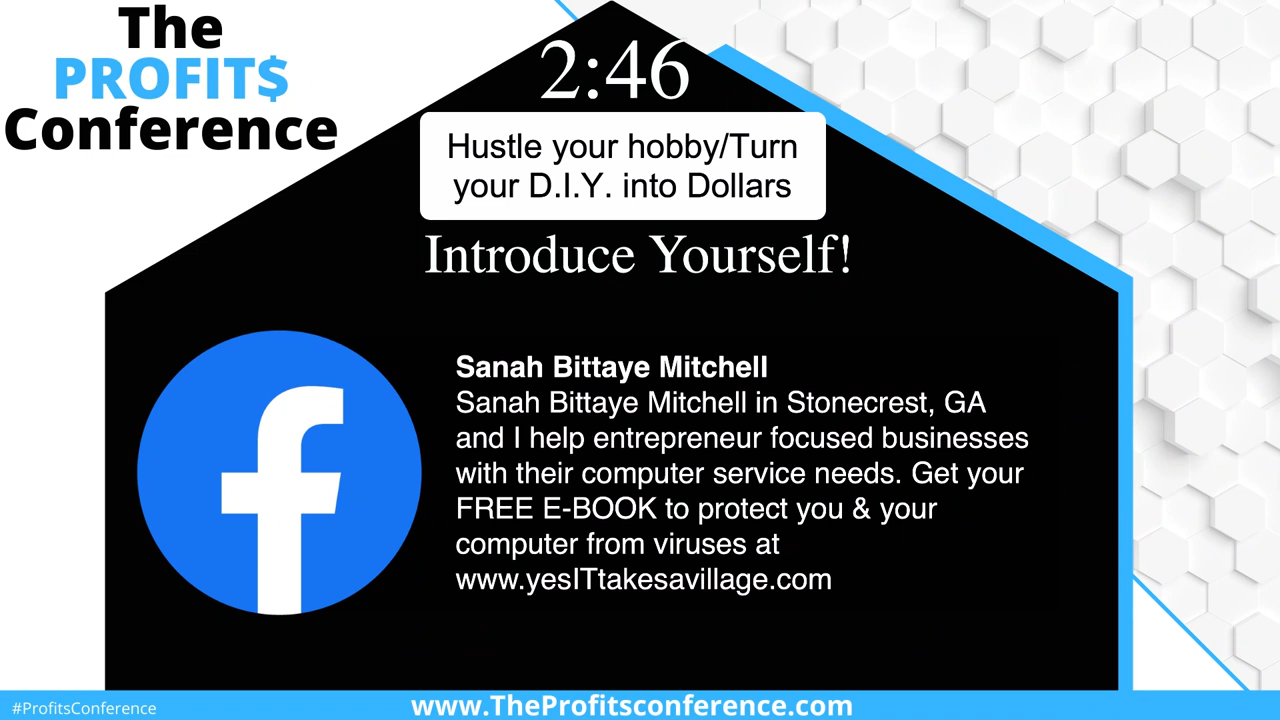 The
PROFIT$
Conference
2:46
Hustle your hobby/Turn
your D.I.Y. into Dollars
Introduce Yourself!
Sanah Bittaye Mitchell
Sanah Bittaye Mitchell in Stonecrest, GA
and I help entrepreneur focused businesses
with their computer service needs. Get your
FREE E-BOOK to protect you & your
computer from viruses at
www.yesITtakesavillage.com
#ProfitsConference
www.TheProfitsconference.com